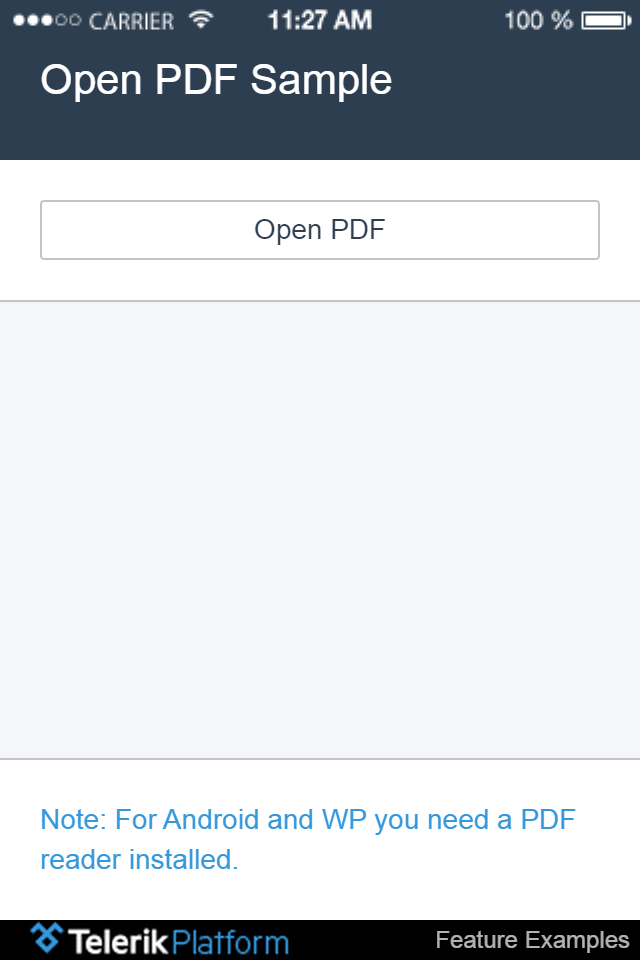 CARRIER 11:27 AM 100 %
Open PDF Sample
Open PDF
Note: For Android and WP you need a PDF
reader installed.
Telerik Platform Feature Examples